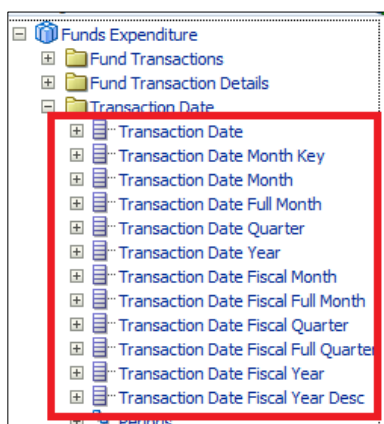 Funds Expenditure
Fund Transactions
Fund Transaction Details
Transaction Date
Transaction Date
Transaction Date Month Key
Transaction Date Month
Transaction Date Full Month
Transaction Date Quarter
Transaction Date Year
Transaction Date Fiscal Month
Transaction Date Fiscal Full Month
Transaction Date Fiscal Quarter
Transaction Date Fiscal Full Quarter
Transaction Date Fiscal Year
Transaction Date Fiscal Year Desc
Periods